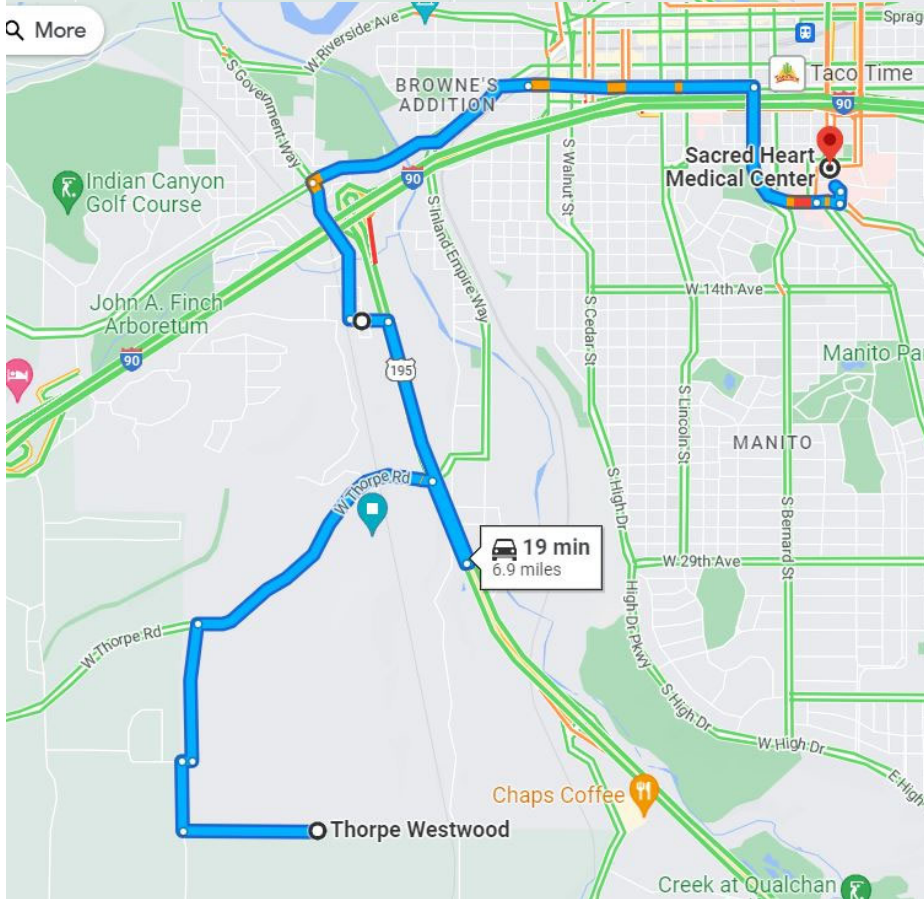 More
Sprag
W Riverside Ave
S Government Way
BROWNE'S
ADDITION
Taco Time
90
Sacred Heart
Medical Center
Indian Canyon
Golf Course
90
S Walnut St
S Inland Empire Way
W 14th Ave
John A. Finch
Arboretum
90
S Cedar St
195
Manito Pa
S Lincoln St
MANITO
W Thorpe Rd
S High Dr
S Bernard St
19 min
6.9 miles
W 29th Ave
High Dr Pkwy
W Thorpe Rd
S High Dr
W High Dr
E High
Chaps Coffee
Thorpe Westwood
Creek at Qualchan